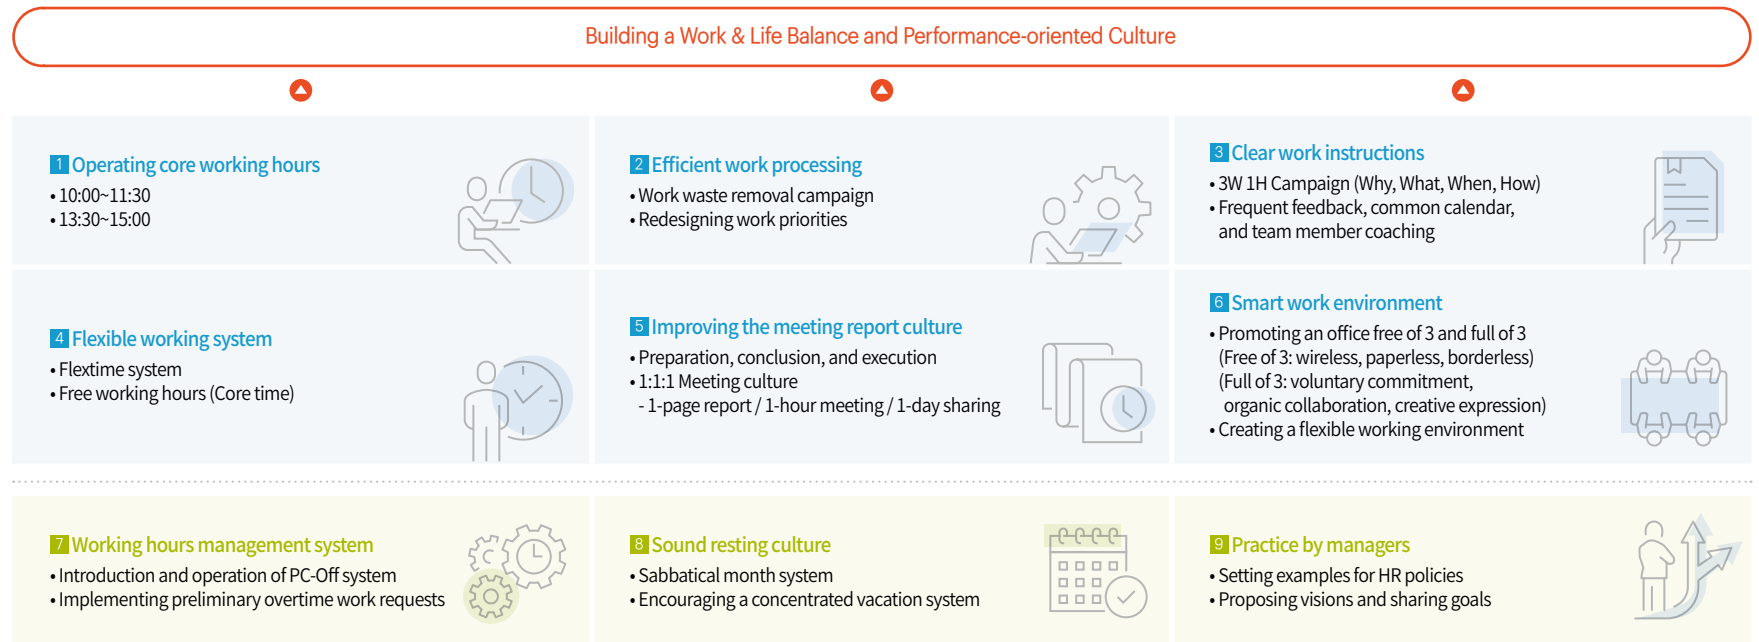 Building a Work & Life Balance and Performance-oriented Culture
1 Operating core working hours
• 10:00~11:30
• 13:30~15:00
2 Efficient work processing
• Work waste removal campaign
• Redesigning work priorities
3 Clear work instructions
• 3W 1H Campaign (Why, What, When, How)
• Frequent feedback, common calendar,
and team member coaching
4 Flexible working system
• Flextime system
• Free working hours (Core time)
5 Improving the meeting report culture
• Preparation, conclusion, and execution
• 1:1:1 Meeting culture
- 1-page report / 1-hour meeting / 1-day sharing
6 Smart work environment
• Promoting an office free of 3 and full of 3
(Free of 3: wireless, paperless, borderless)
(Full of 3: voluntary commitment,
organic collaboration, creative expression)
• Creating a flexible working environment
7 Working hours management system
• Introduction and operation of PC-Off system
• Implementing preliminary overtime work requests
8 Sound resting culture
• Sabbatical month system
• Encouraging a concentrated vacation system
9 Practice by managers
• Setting examples for HR policies
• Proposing visions and sharing goals